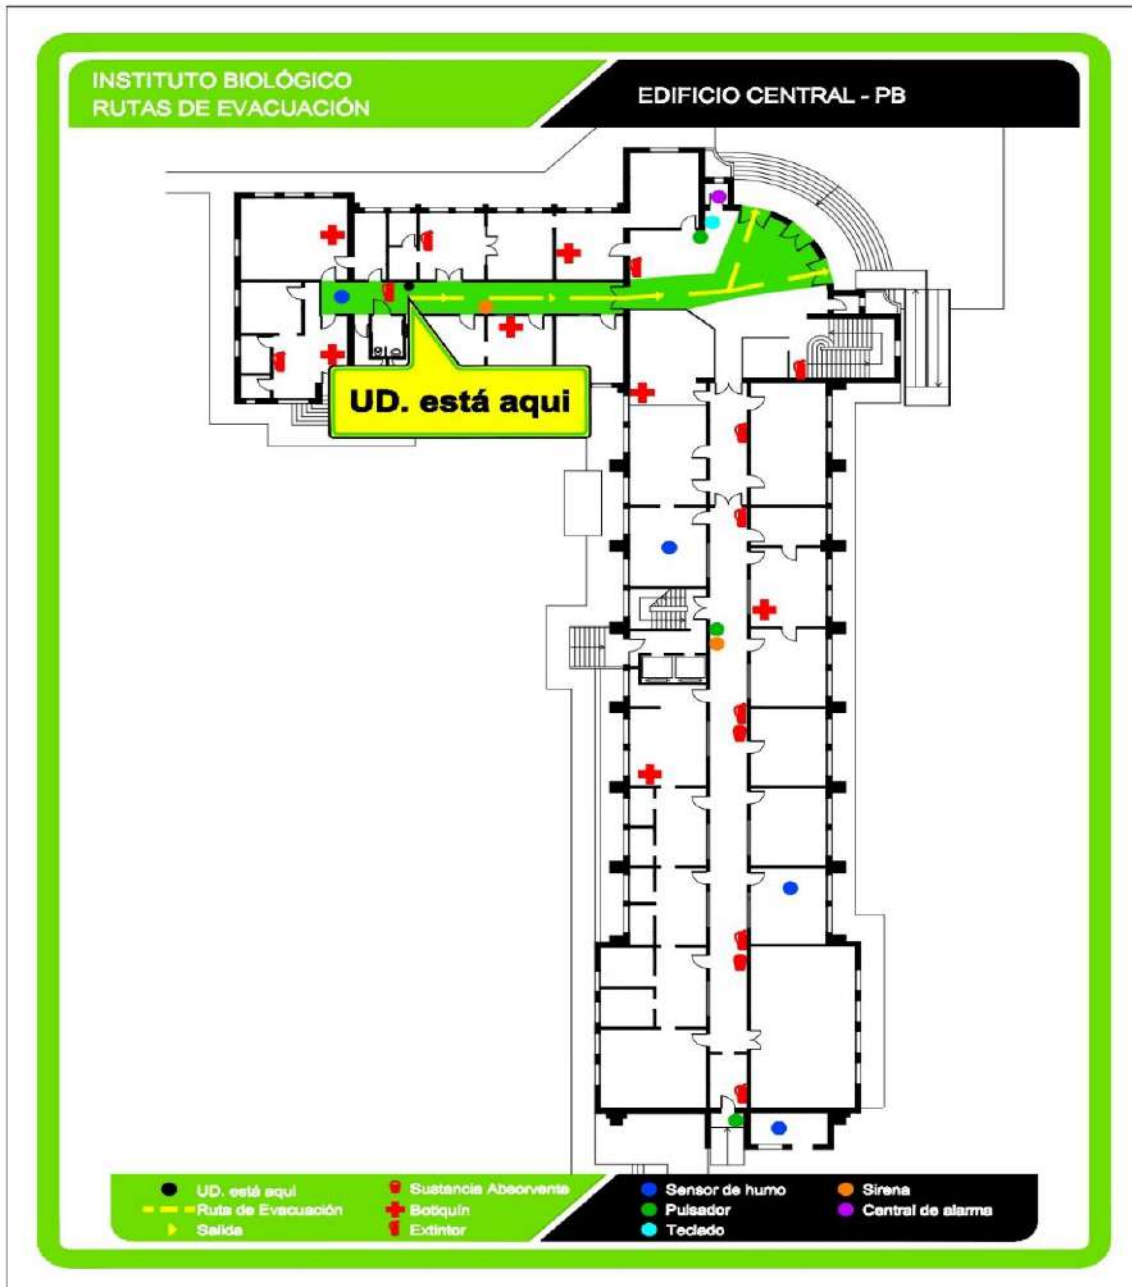 INSTITUTO BIOLÓGICO
RUTAS DE EVACUACIÓN
EDIFICIO CENTRAL - PB
UD. está aqui
UD. está aqui
Ruta de Evacuación
Salida
Sustancia Absorvente
Botiquín
Extintor
Sensor de humo
Pulsador
Teclado
Sirena
Central de alarma